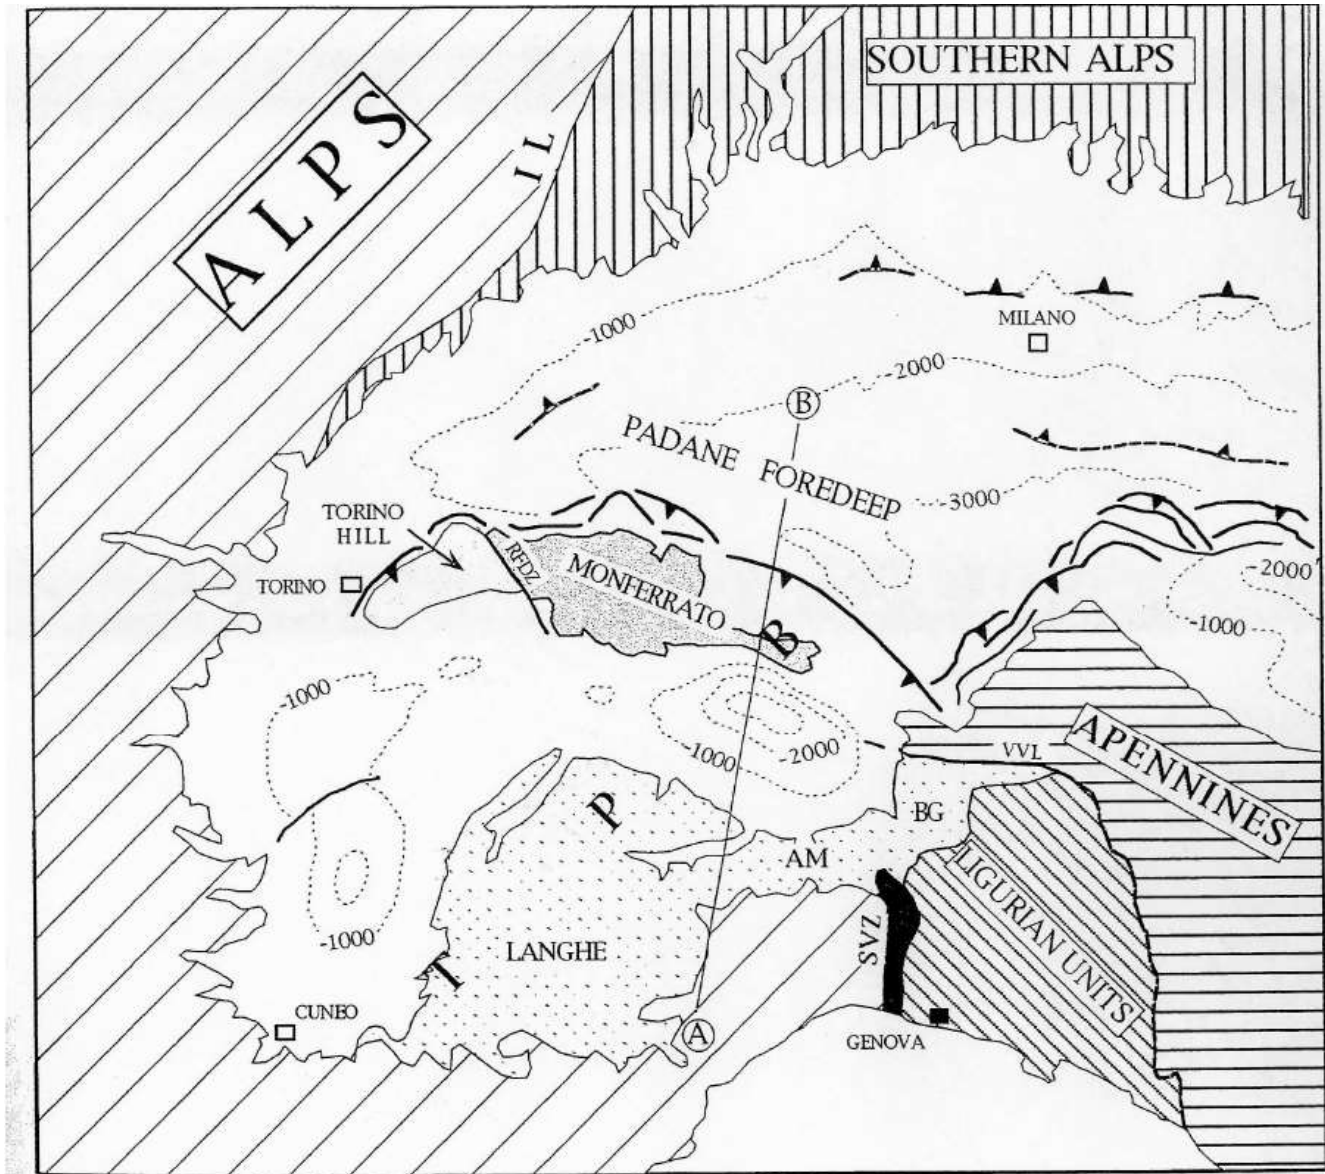 SOUTHERN ALPS
ALPS
IL
-1000
MILANO
-2000
B
PADANE FOREDEEP
-3000
TORINO
HILL
RFDZ
MONFERRATO
TORINO
-2000
-1000
B
-1000
-1000
-2000
VVL
APENNINES
P
BG
AM
LIGURIAN UNITS
-1000
LANGHE
SVZ
T
CUNEO
A
GENOVA